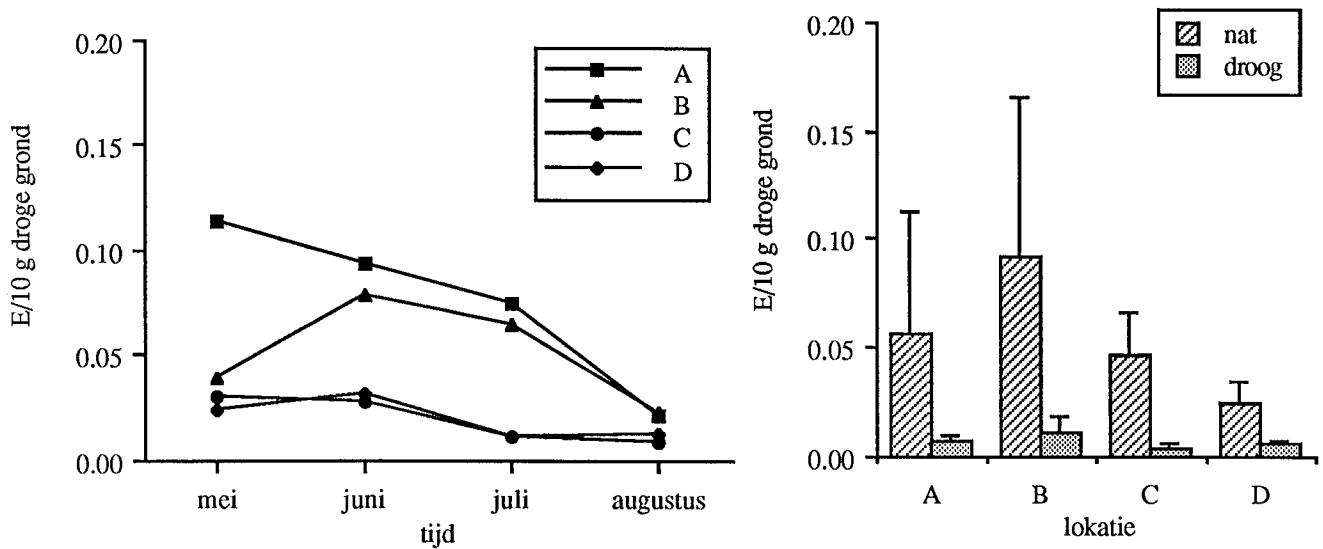 E/10 g droge grond
0.20
0.15
0.10
0.05
0.00
A
B
C
D
mei juni juli augustus
tijd
E/10 g droge grond
0.20
0.15
0.10
0.05
0.00
nat
droog
A B C D
lokatie